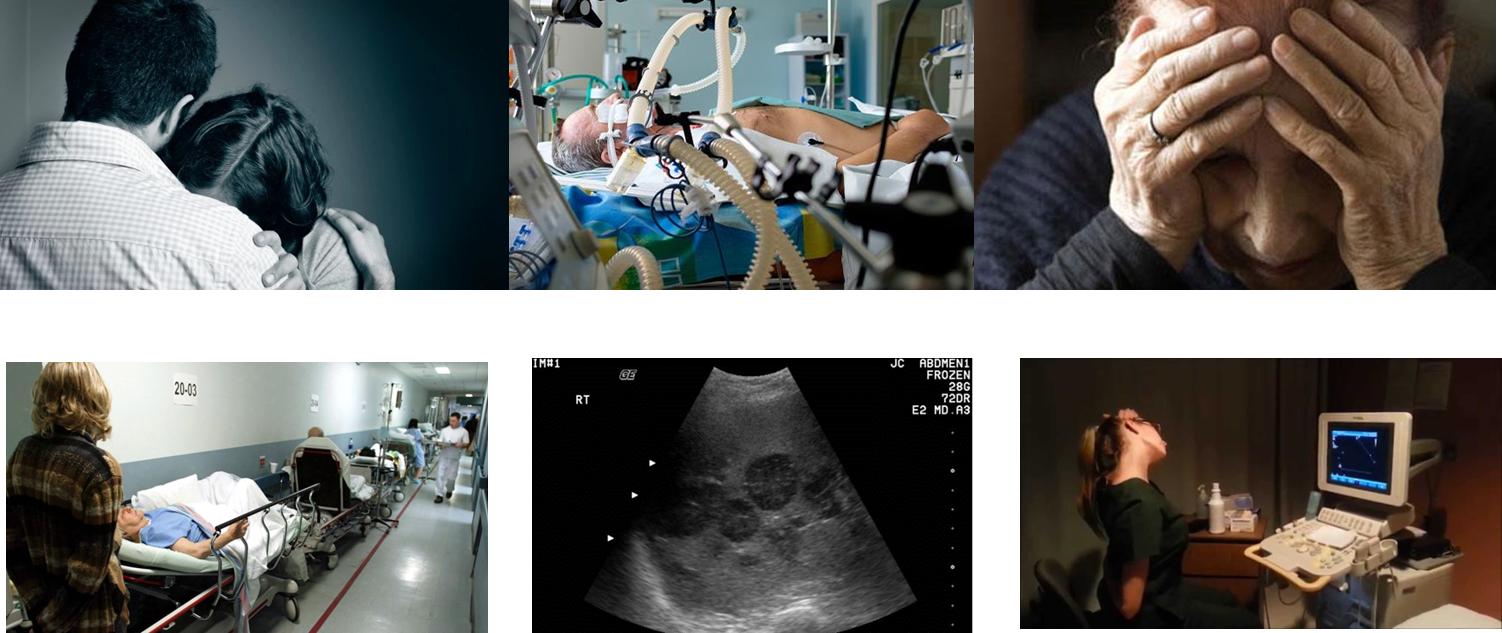 20-03
IM#1
GE
RT
JC ABDMEN1
FROZEN
28G
72DR
E2 MD.A3